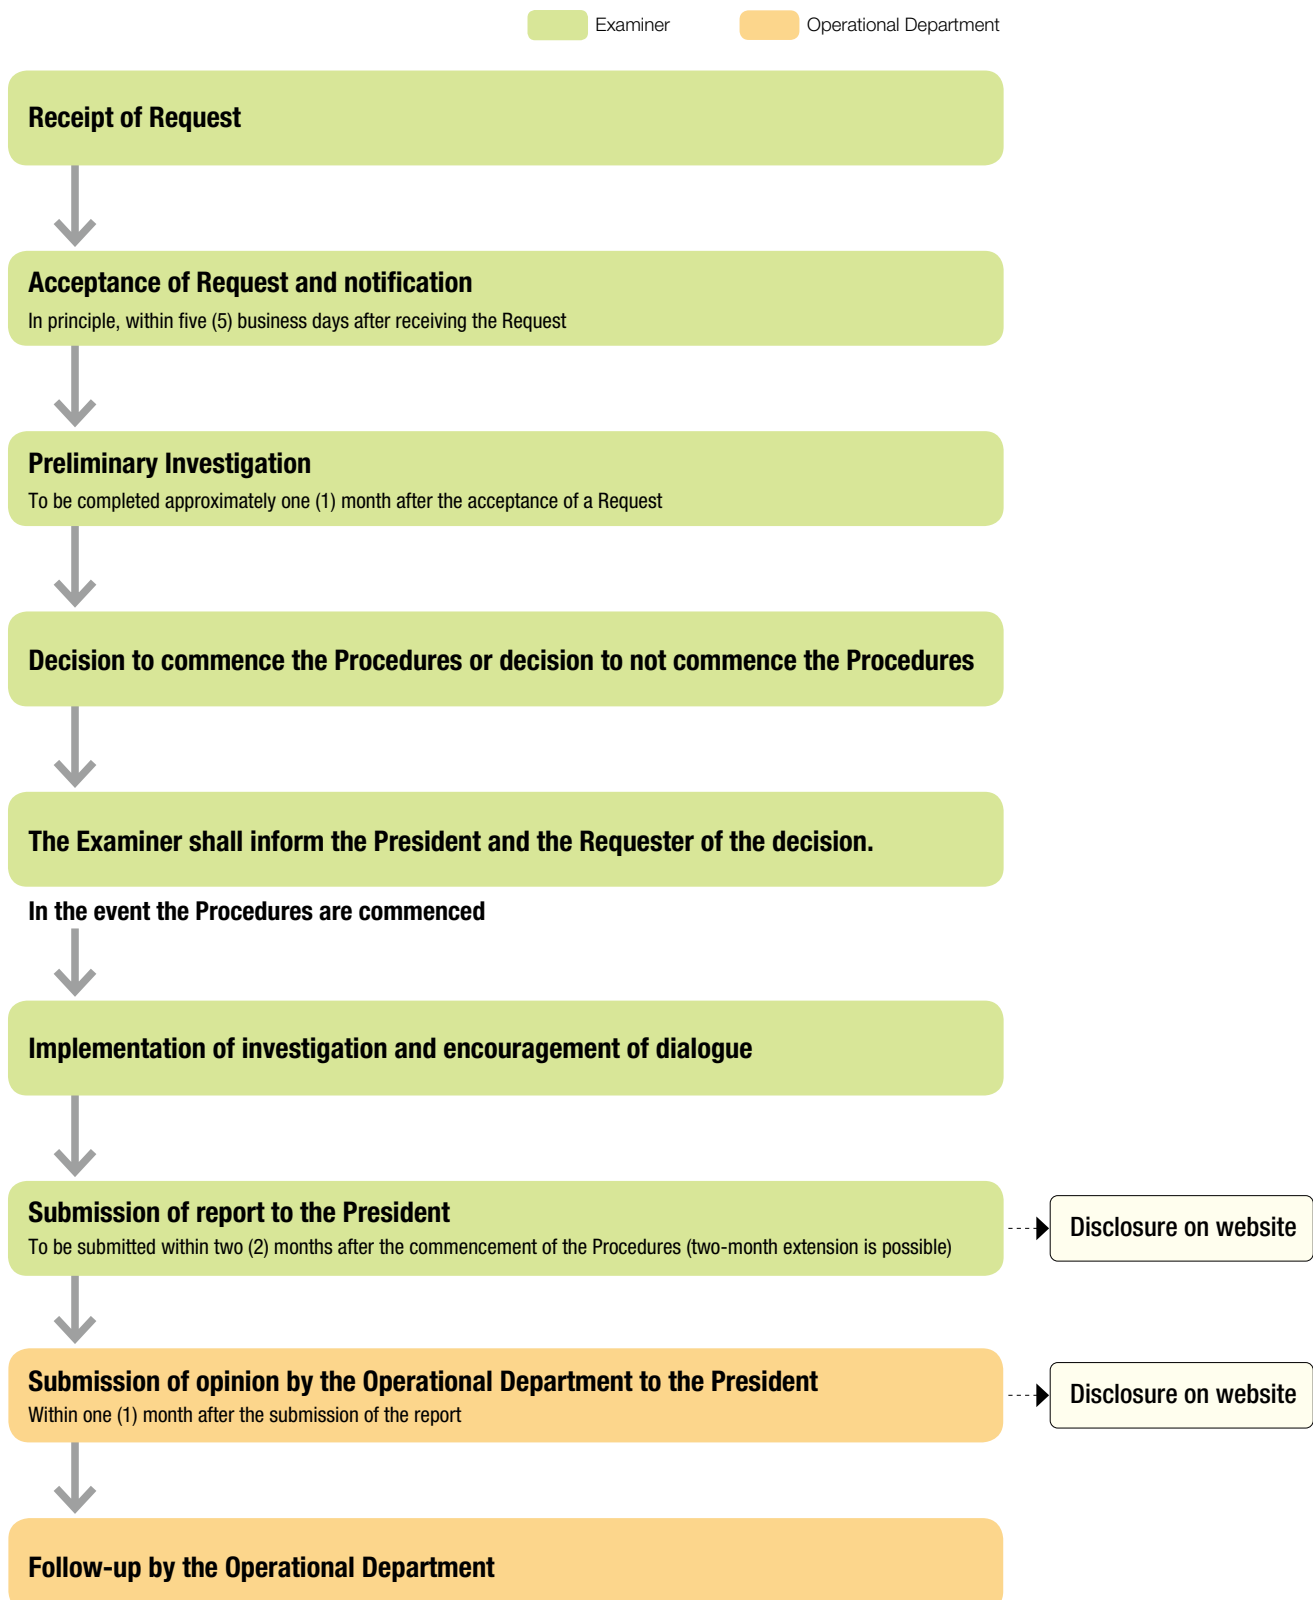 Examiner
Operational Department
Receipt of Request
Acceptance of Request and notification
In principle, within five (5) business days after receiving the Request
Preliminary Investigation
To be completed approximately one (1) month after the acceptance of a Request
Decision to commence the Procedures or decision to not commence the Procedures
The Examiner shall inform the President and the Requester of the decision.
In the event the Procedures are commenced
Implementation of investigation and encouragement of dialogue
Submission of report to the President
To be submitted within two (2) months after the commencement of the Procedures (two-month extension is possible)
Disclosure on website
Submission of opinion by the Operational Department to the President
Within one (1) month after the submission of the report
Disclosure on website
Follow-up by the Operational Department